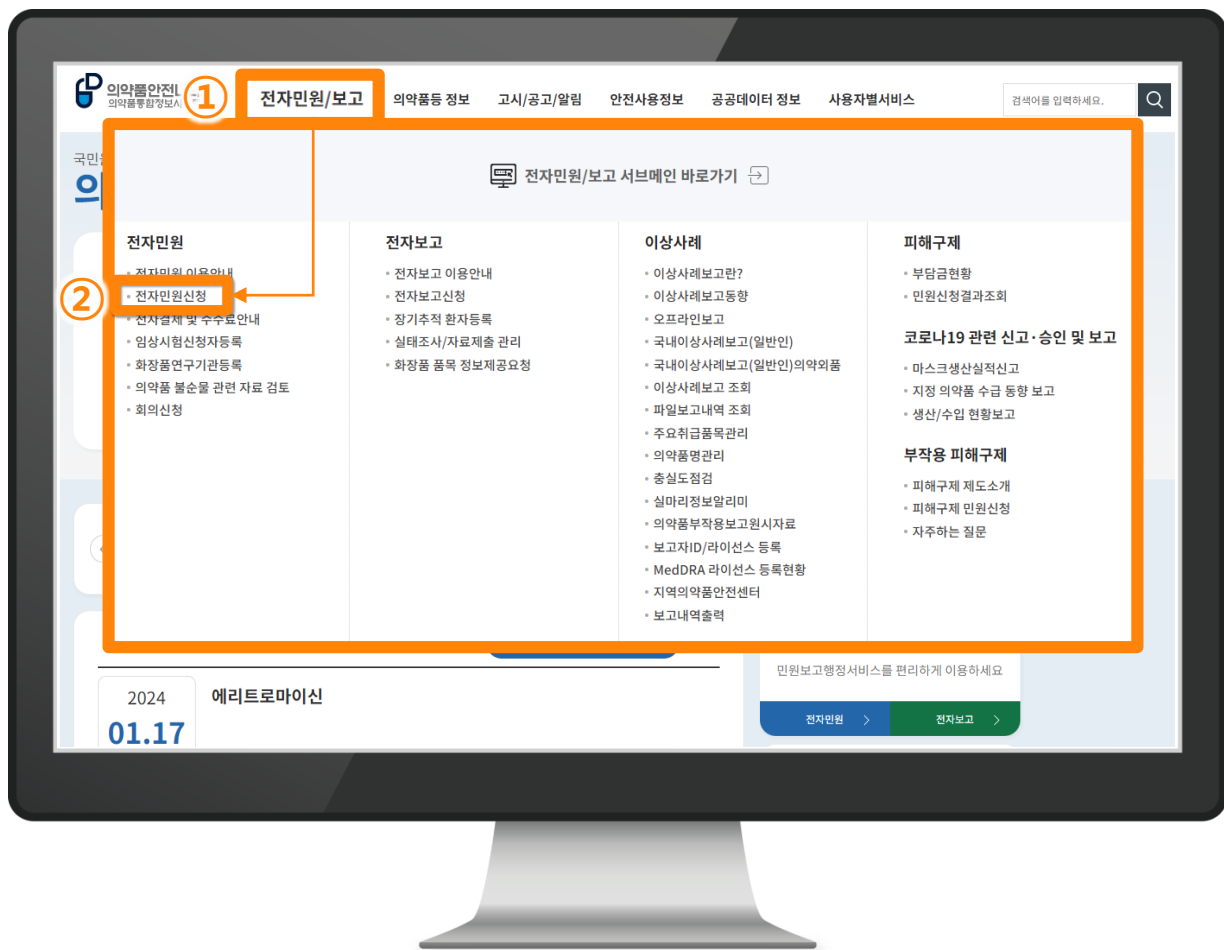 의약품안전나
의약품통합정보시
①
전자민원/보고
의약품등 정보
고시/공고/알림
안전사용정보
공공데이터 정보
사용자별서비스
검색어를 입력하세요.
국민
의
전자민원/보고 서브메인 바로가기
전자민원
전자민원 이용안내
②
전자민원신청
전자결제 및 수수료안내
임상시험신청자등록
화장품연구기관등록
의약품 불순물 관련 자료 검토
회의신청
전자보고
전자보고 이용안내
전자보고신청
장기추적 환자등록
실태조사/자료제출 관리
화장품 품목 정보제공요청
이상사례
이상사례보고란?
이상사례보고동향
오프라인보고
국내이상사례보고(일반인)
국내이상사례보고(일반인)의약외품
이상사례보고 조회
파일보고내역 조회
주요취급품목관리
의약품명관리
충실도점검
실마리정보알리미
의약품부작용보고원시자료
보고자ID/라이선스 등록
MedDRA 라이선스 등록현황
지역의약품안전센터
보고내역출력
피해구제
부담금현황
민원신청결과조회
코로나19 관련 신고·승인 및 보고
마스크생산실적신고
지정 의약품 수급 동향 보고
생산/수입 현황보고
부작용 피해구제
피해구제 제도소개
피해구제 민원신청
자주하는 질문
2024
01.17
에리트로마이신
민원보고행정서비스를 편리하게 이용하세요
전자민원
전자보고